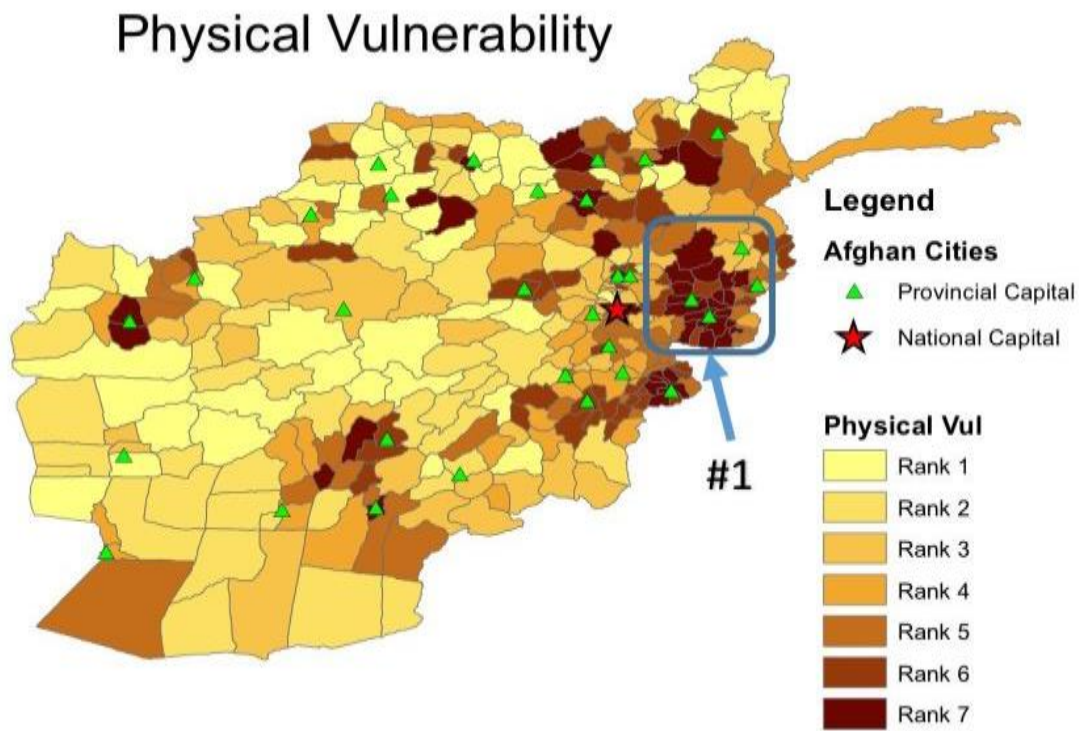 Physical Vulnerability
#1
Legend
Afghan Cities
Provincial Capital
National Capital
Physical Vul
Rank 1
Rank 2
Rank 3
Rank 4
Rank 5
Rank 6
Rank 7